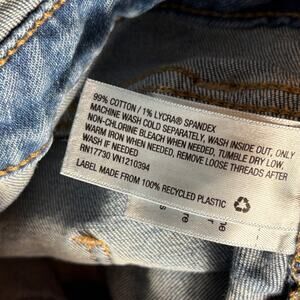 99% COTTON / 1% LYCRA® SPANDEX
MACHINE WASH COLD SEPARATELY, WASH INSIDE OUT, ONLY
NON-CHLORINE BLEACH WHEN NEEDED, TUMBLE DRY LOW,
WARM IRON WHEN NEEDED, REMOVE LOOSE THREADS AFTER
WASH IF NEEDED
RN17730 VN1210394
LABEL MADE FROM 100% RECYCLED PLASTIC